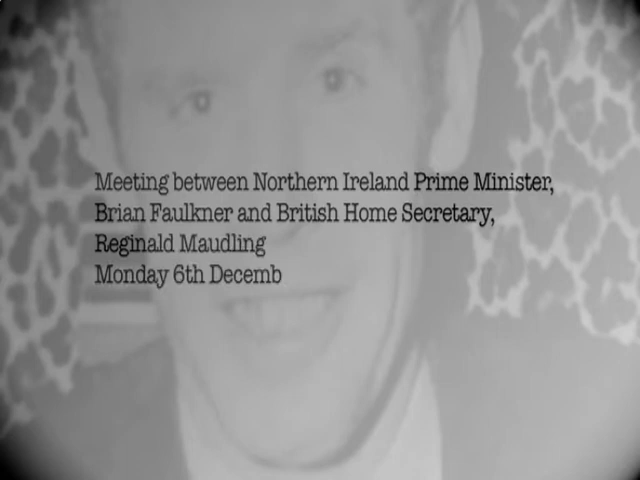 Meeting between Northern Ireland Prime Minister,
Brian Faulkner and British Home Secretary,
Reginald Maudling
Monday 6th Decemb